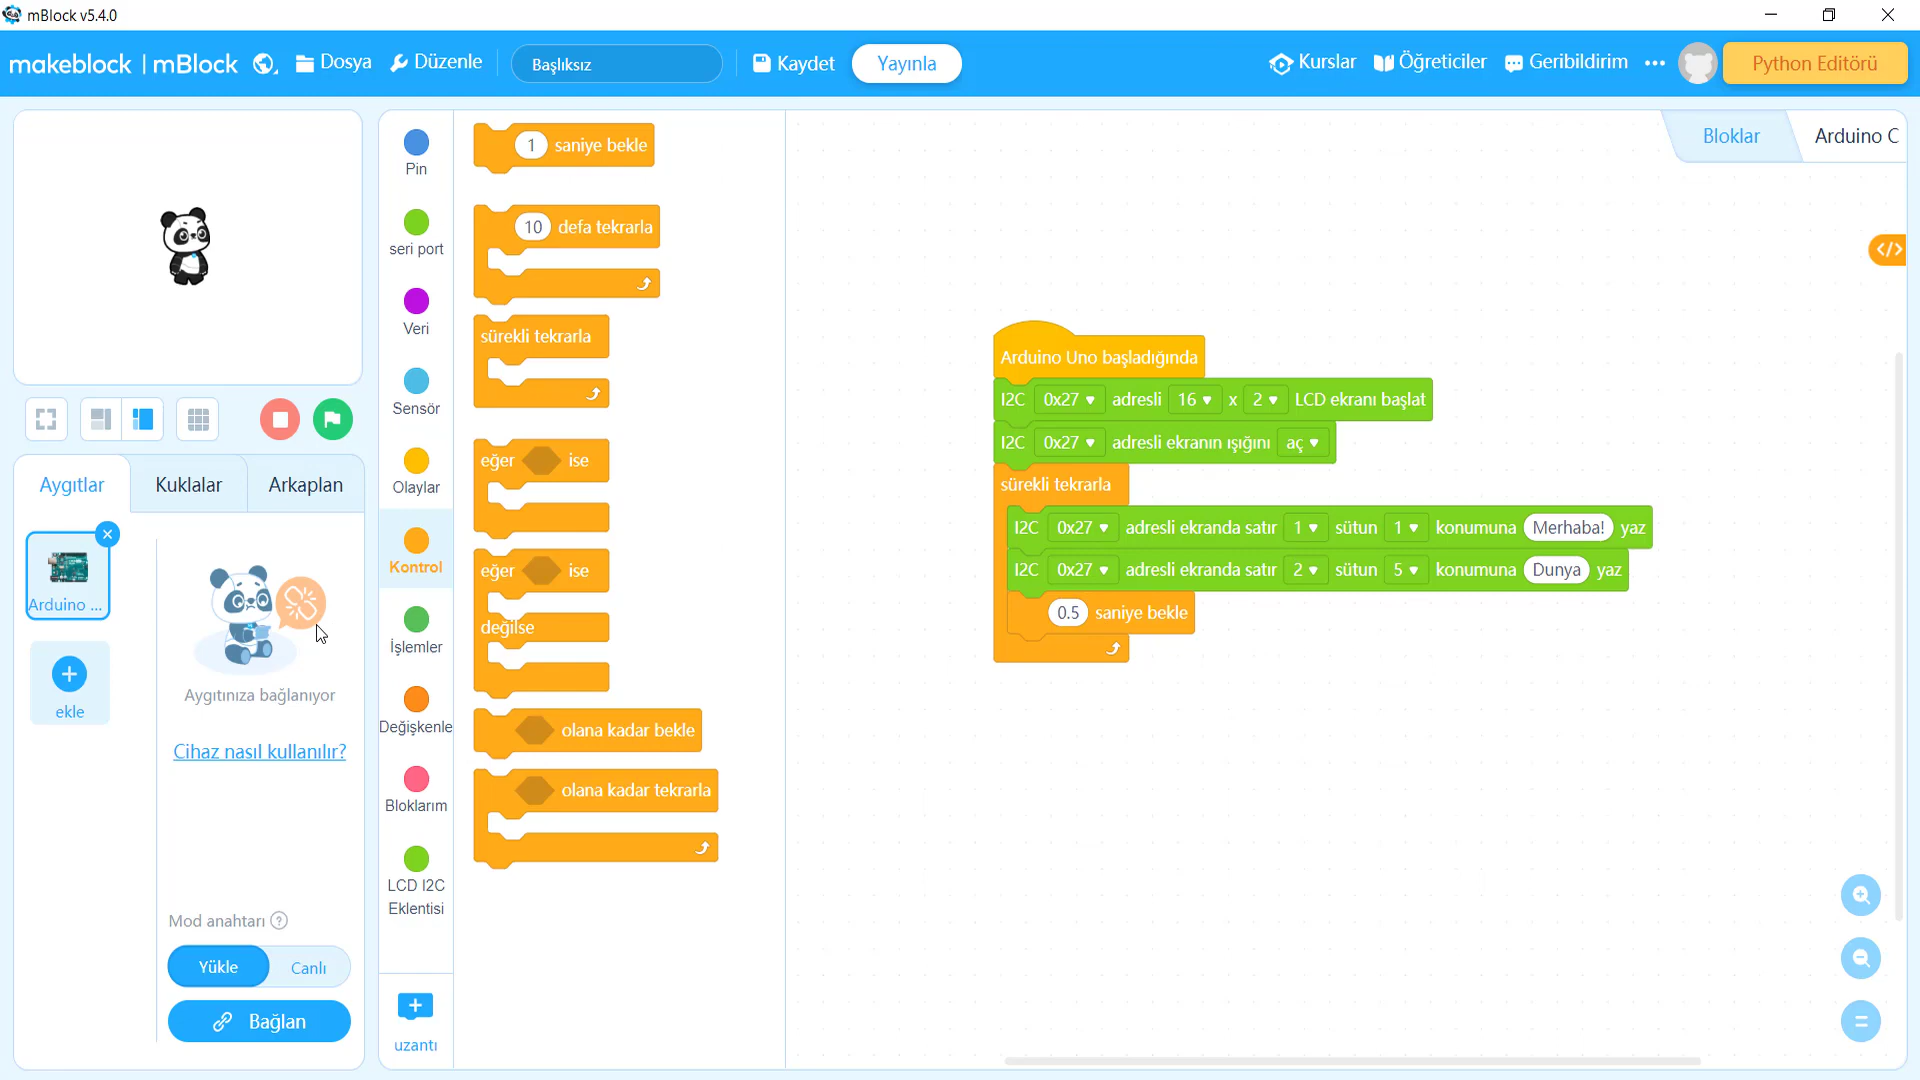 mBlock v5.4.0
makeblock | mBlock Dosya Düzenle Başlıksız Kaydet Yayınla Kurslar Öğreticiler Geribildirim Python Editörü
Aygıtlar Kuklalar Arkaplan
Arduino ...
ekle
Aygıtınıza bağlanıyor
Cihaz nasıl kullanılır?
Mod anahtarı ?
Yükle Canlı
Bağlan
Pin
seri port
Veri
Sensör
Olaylar
Kontrol
İşlemler
Değişkenle
Bloklarım
LCD I2C
Eklentisi
uzantı
1 saniye bekle
10 defa tekrarla
sürekli tekrarla
eğer ise
eğer ise
değilse
olana kadar bekle
olana kadar tekrarla
Bloklar Arduino C
</>
Arduino Uno başladığında
I2C 0x27 adresli 16 x 2 LCD ekranı başlat
I2C 0x27 adresli ekranın ışığını aç
sürekli tekrarla
I2C 0x27 adresli ekranda satır 1 sütun 1 konumuna Merhaba! yaz
I2C 0x27 adresli ekranda satır 2 sütun 5 konumuna Dunya yaz
0.5 saniye bekle